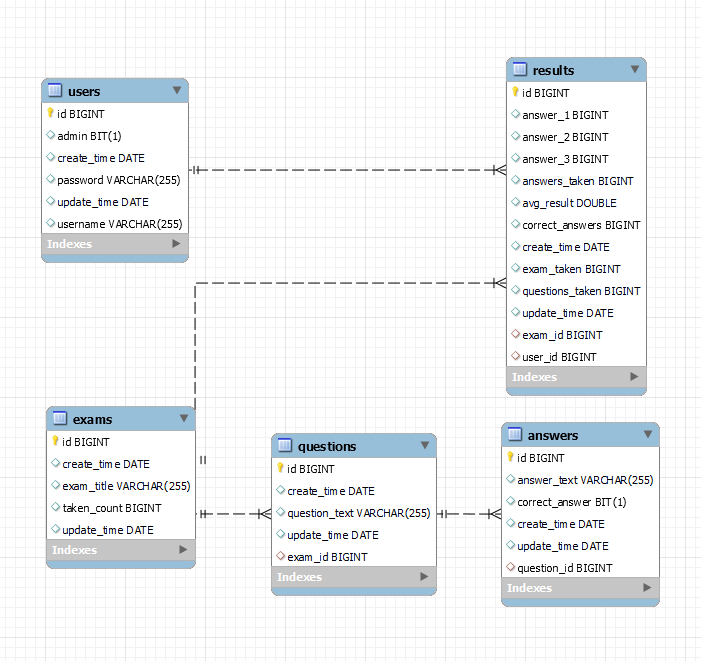 users
id BIGINT
admin BIT(1)
create_time DATE
password VARCHAR(255)
update_time DATE
username VARCHAR(255)
Indexes
results
id BIGINT
answer_1 BIGINT
answer_2 BIGINT
answer_3 BIGINT
answers_taken BIGINT
avg_result DOUBLE
correct_answers BIGINT
create_time DATE
exam_taken BIGINT
questions_taken BIGINT
update_time DATE
exam_id BIGINT
user_id BIGINT
Indexes
exams
id BIGINT
create_time DATE
exam_title VARCHAR(255)
taken_count BIGINT
update_time DATE
Indexes
questions
id BIGINT
create_time DATE
question_text VARCHAR(255)
update_time DATE
exam_id BIGINT
Indexes
answers
id BIGINT
answer_text VARCHAR(255)
correct_answer BIT(1)
create_time DATE
update_time DATE
question_id BIGINT
Indexes